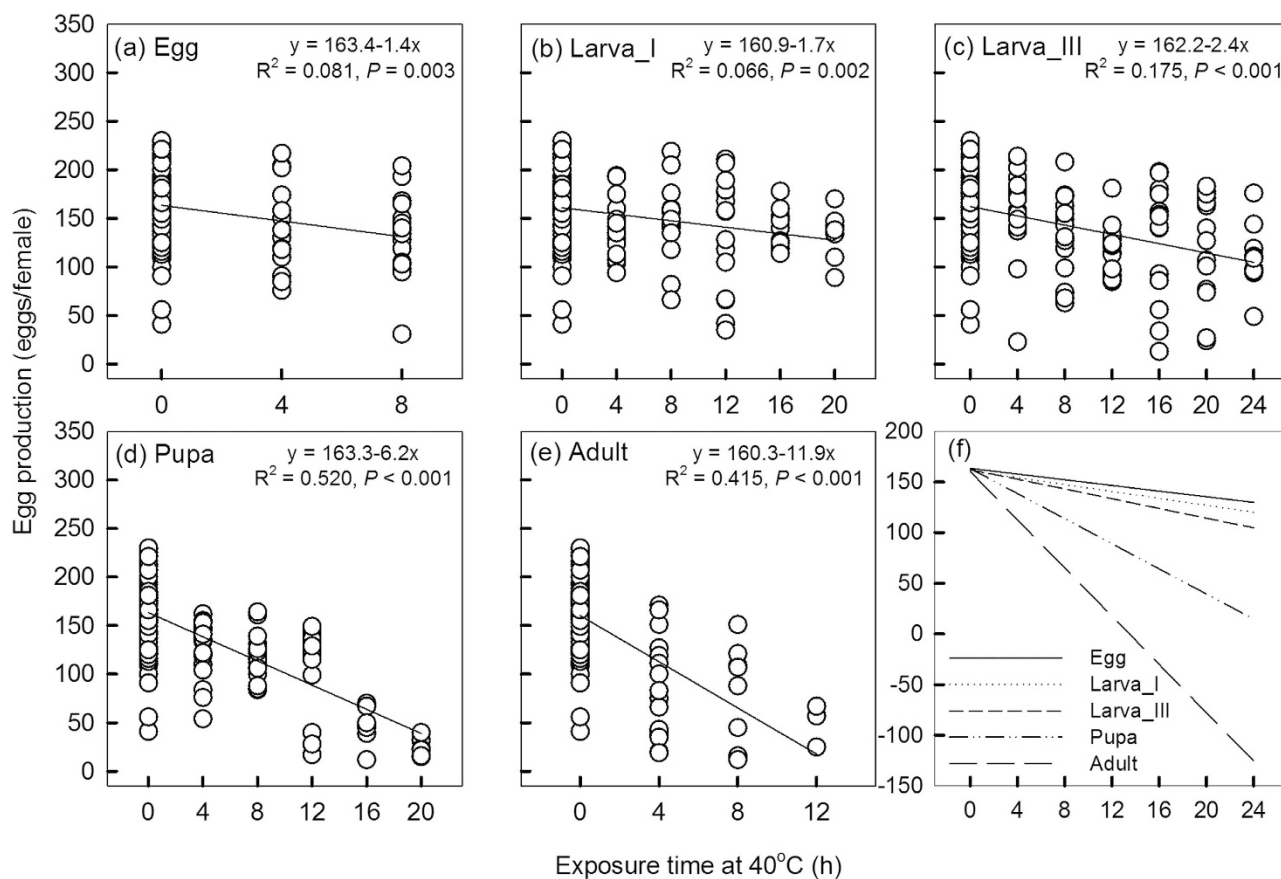 Egg production (eggs/female)
350
300
250
200
150
100
50
0
(a) Egg
y = 163.4-1.4x
R² = 0.081, P = 0.003
0 4 8
(b) Larva_I
y = 160.9-1.7x
R² = 0.066, P = 0.002
0 4 8 12 16 20
(c) Larva_III
y = 162.2-2.4x
R² = 0.175, P < 0.001
0 4 8 12 16 20 24
350
300
250
200
150
100
50
0
(d) Pupa
y = 163.3-6.2x
R² = 0.520, P < 0.001
0 4 8 12 16 20
(e) Adult
y = 160.3-11.9x
R² = 0.415, P < 0.001
0 4 8 12
200
150
100
50
0
-50
-100
-150
(f)
Egg
Larva_I
Larva_III
Pupa
Adult
0 4 8 12 16 20 24
Exposure time at 40°C (h)